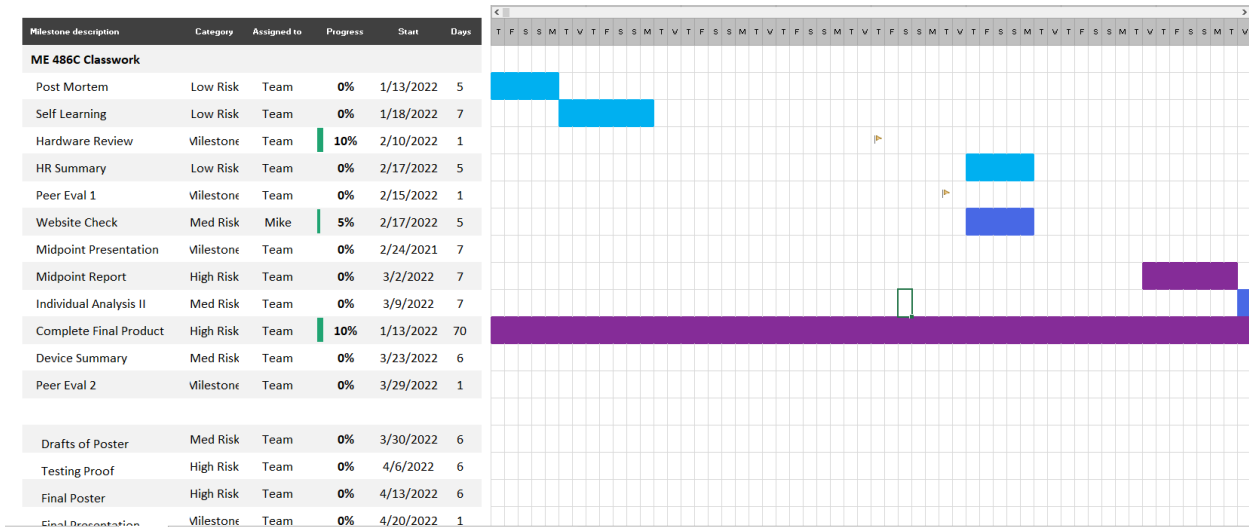 Milestone description Category Assigned to Progress Start Days T F S S M T W T F S S M T W T F S S M T W T F S S M T W T F S S M T W T F S S M T W T F S S M T W T F S S M T W
ME 486C Classwork
Post Mortem Low Risk Team 0% 1/13/2022 5
Self Learning Low Risk Team 0% 1/18/2022 7
Hardware Review Milestone Team 10% 2/10/2022 1
HR Summary Low Risk Team 0% 2/17/2022 5
Peer Eval 1 Milestone Team 0% 2/15/2022 1
Website Check Med Risk Mike 5% 2/17/2022 5
Midpoint Presentation Milestone Team 0% 2/24/2021 7
Midpoint Report High Risk Team 0% 3/2/2022 7
Individual Analysis II Med Risk Team 0% 3/9/2022 7
Complete Final Product High Risk Team 10% 1/13/2022 70
Device Summary Med Risk Team 0% 3/23/2022 6
Peer Eval 2 Milestone Team 0% 3/29/2022 1
Drafts of Poster Med Risk Team 0% 3/30/2022 6
Testing Proof High Risk Team 0% 4/6/2022 6
Final Poster High Risk Team 0% 4/13/2022 6
Final Presentation Milestone Team 0% 4/20/2022 1